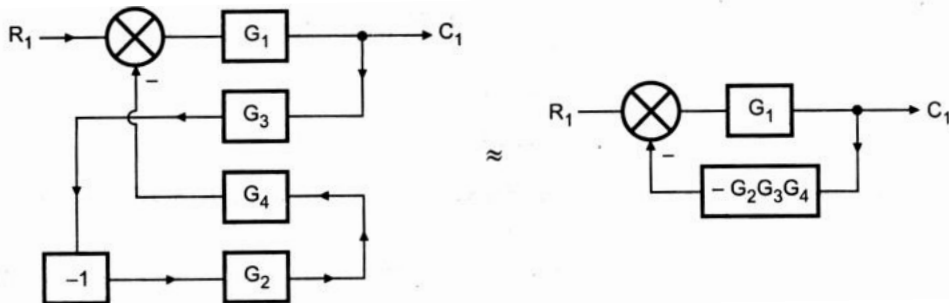 R₁ G₁ C₁
–
G₃
G₄
–1 G₂
≈
R₁ G₁ C₁
–
– G₂G₃G₄